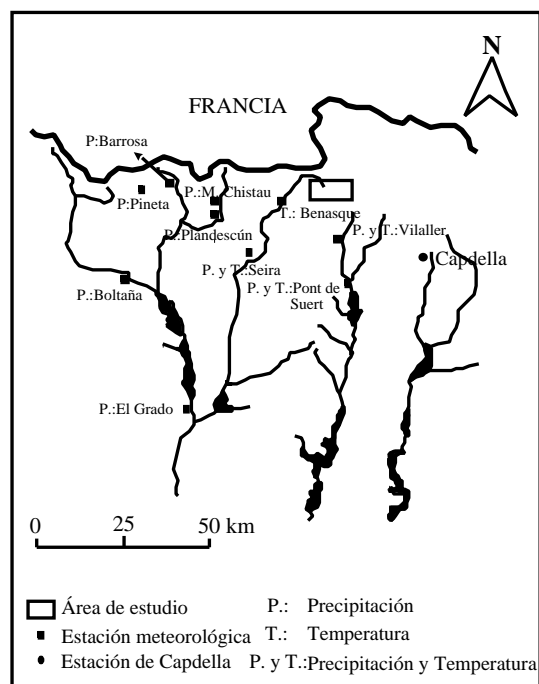 N
FRANCIA
P:Barrosa
P:Pineta
P.:M. Chistau
T.: Benasque
P.:Plandescún
P. y T.:Vilaller
P. y T.:Seira
Capdella
P. y T.:Pont de
Suert
P.:Boltaña
P.:El Grado
0 25 50 km
Área de estudio P.: Precipitación
Estación meteorológica T.: Temperatura
Estación de Capdella P. y T.:Precipitación y Temperatura